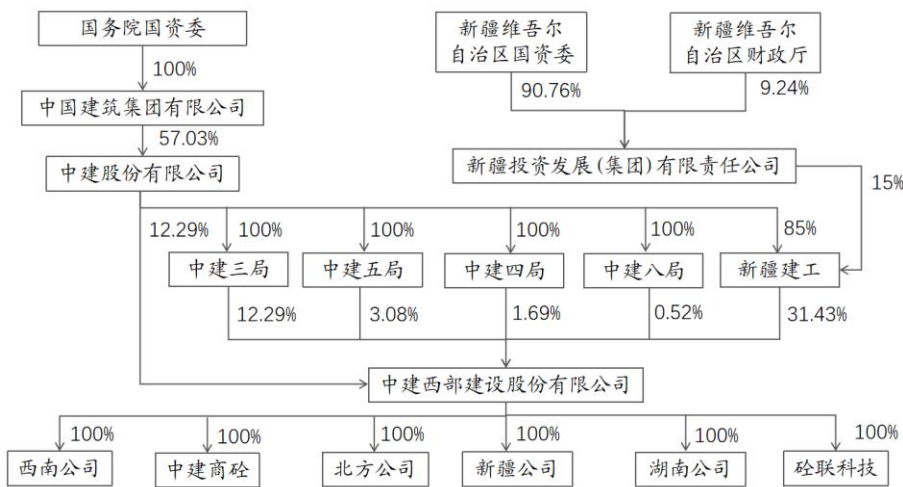 国务院国资委
新疆维吾尔
自治区国资委
新疆维吾尔
自治区财政厅
100%
90.76%
9.24%
中国建筑集团有限公司
57.03%
中建股份有限公司
新疆投资发展(集团)有限责任公司
15%
12.29%
100%
100%
100%
100%
85%
中建三局
中建五局
中建四局
中建八局
新疆建工
12.29%
3.08%
1.69%
0.52%
31.43%
中建西部建设股份有限公司
100%
100%
100%
100%
100%
100%
西南公司
中建商砼
北方公司
新疆公司
湖南公司
砼联科技